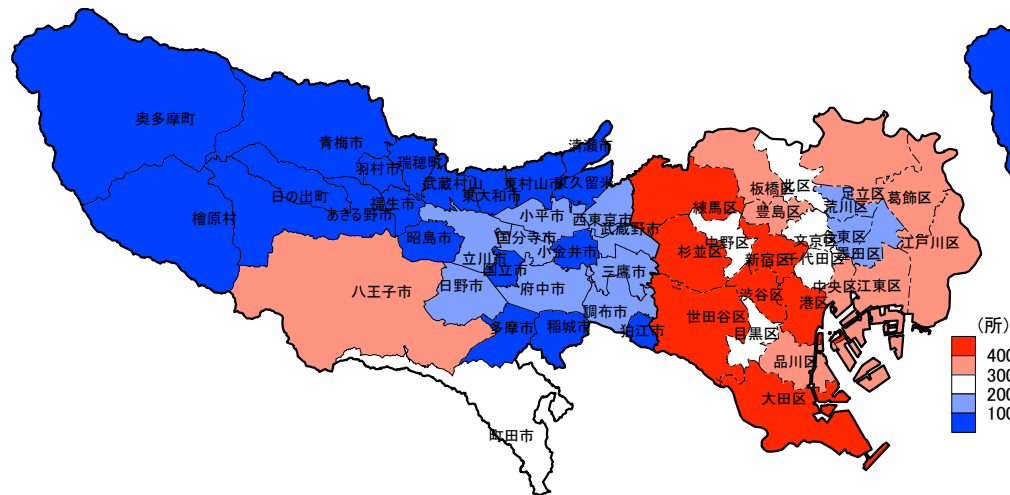 奥多摩町
青梅市
清瀬市
羽村市
瑞穂町
武蔵村山
東村山市
東久留米
日の出町
福生市
東大和市
檜原村
あきる野市
小平市
西東京市
昭島市
国分寺市
小金井市
武蔵野市
立川市
国立市
三鷹市
八王子市
日野市
府中市
調布市
多摩市
稲城市
狛江市
町田市
板橋区
北区
足立区
葛飾区
練馬区
豊島区
荒川区
杉並区
中野区
文京区
台東区
江戸川区
新宿区
千代田区
墨田区
世田谷区
渋谷区
港区
中央区
江東区
目黒区
品川区
大田区
(所)
400
300
200
100